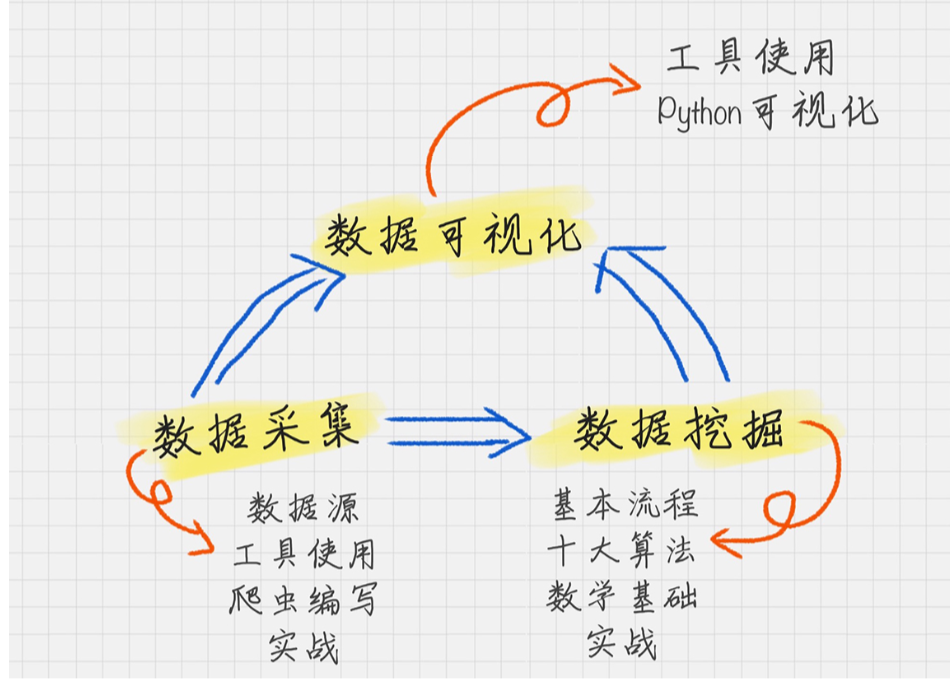 工具使用
Python可视化
数据可视化
数据采集
数据挖掘
数据源
工具使用
爬虫编写
实战
基本流程
十大算法
数学基础
实战